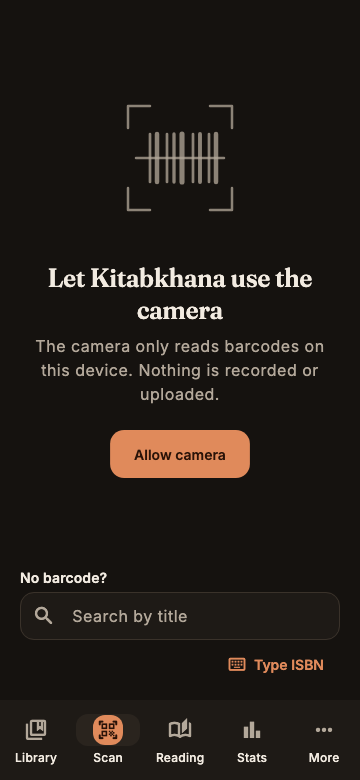 Let Kitabkhana use the
camera
The camera only reads barcodes on
this device. Nothing is recorded or
uploaded.
Allow camera
No barcode?
Search by title
Type ISBN
Library
Scan
Reading
Stats
More